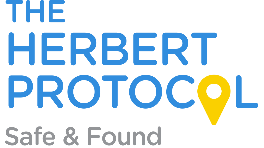 THE
HERBERT
PROTOCOL
Safe & Found